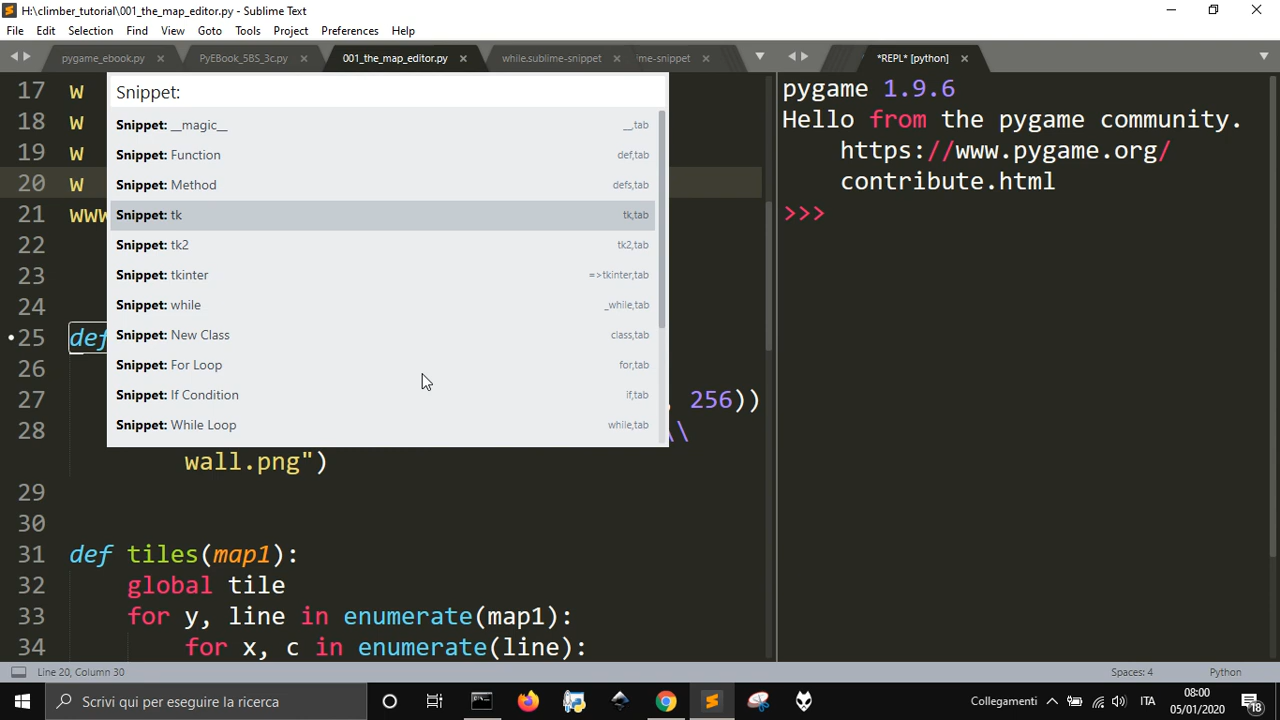 H:\climber_tutorial\001_the_map_editor.py - Sublime Text
File Edit Selection Find View Goto Tools Project Preferences Help
pygame_ebook.py PyEBook_5BS_3c.py 001_the_map_editor.py while.sublime-snippet me-snippet *REPL* [python]
Snippet:
Snippet: __magic__ __,tab
Snippet: Function def,tab
Snippet: Method defs,tab
Snippet: tk tk,tab
Snippet: tk2 tk2,tab
Snippet: tkinter =>tkinter,tab
Snippet: while _while,tab
Snippet: New Class class,tab
Snippet: For Loop for,tab
Snippet: If Condition if,tab
Snippet: While Loop while,tab
17 w
18 w
19 w
20 w
21 www
22
23
24
25 def
26
27 , 256))
28 \\
wall.png")
29
30
31 def tiles(map1):
32 global tile
33 for y, line in enumerate(map1):
34 for x, c in enumerate(line):
pygame 1.9.6
Hello from the pygame community.
https://www.pygame.org/
contribute.html
>>>
Line 20, Column 30 Spaces: 4 Python
Scrivi qui per eseguire la ricerca Collegamenti ITA 08:00
05/01/2020 18